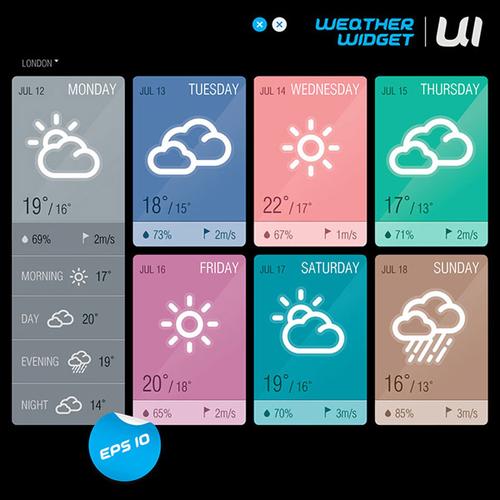 WEATHER
WIDGET
UI
LONDON
JUL 12 MONDAY
19°/16°
69% 2m/s
MORNING 17°
DAY 20°
EVENING 19°
NIGHT 14°
JUL 13 TUESDAY
18°/15°
73% 2m/s
JUL 14 WEDNESDAY
22°/17°
67% 1m/s
JUL 15 THURSDAY
17°/13°
71% 2m/s
JUL 16 FRIDAY
20°/18°
65% 2m/s
JUL 17 SATURDAY
19°/16°
70% 3m/s
JUL 18 SUNDAY
16°/13°
85% 3m/s
EPS 10